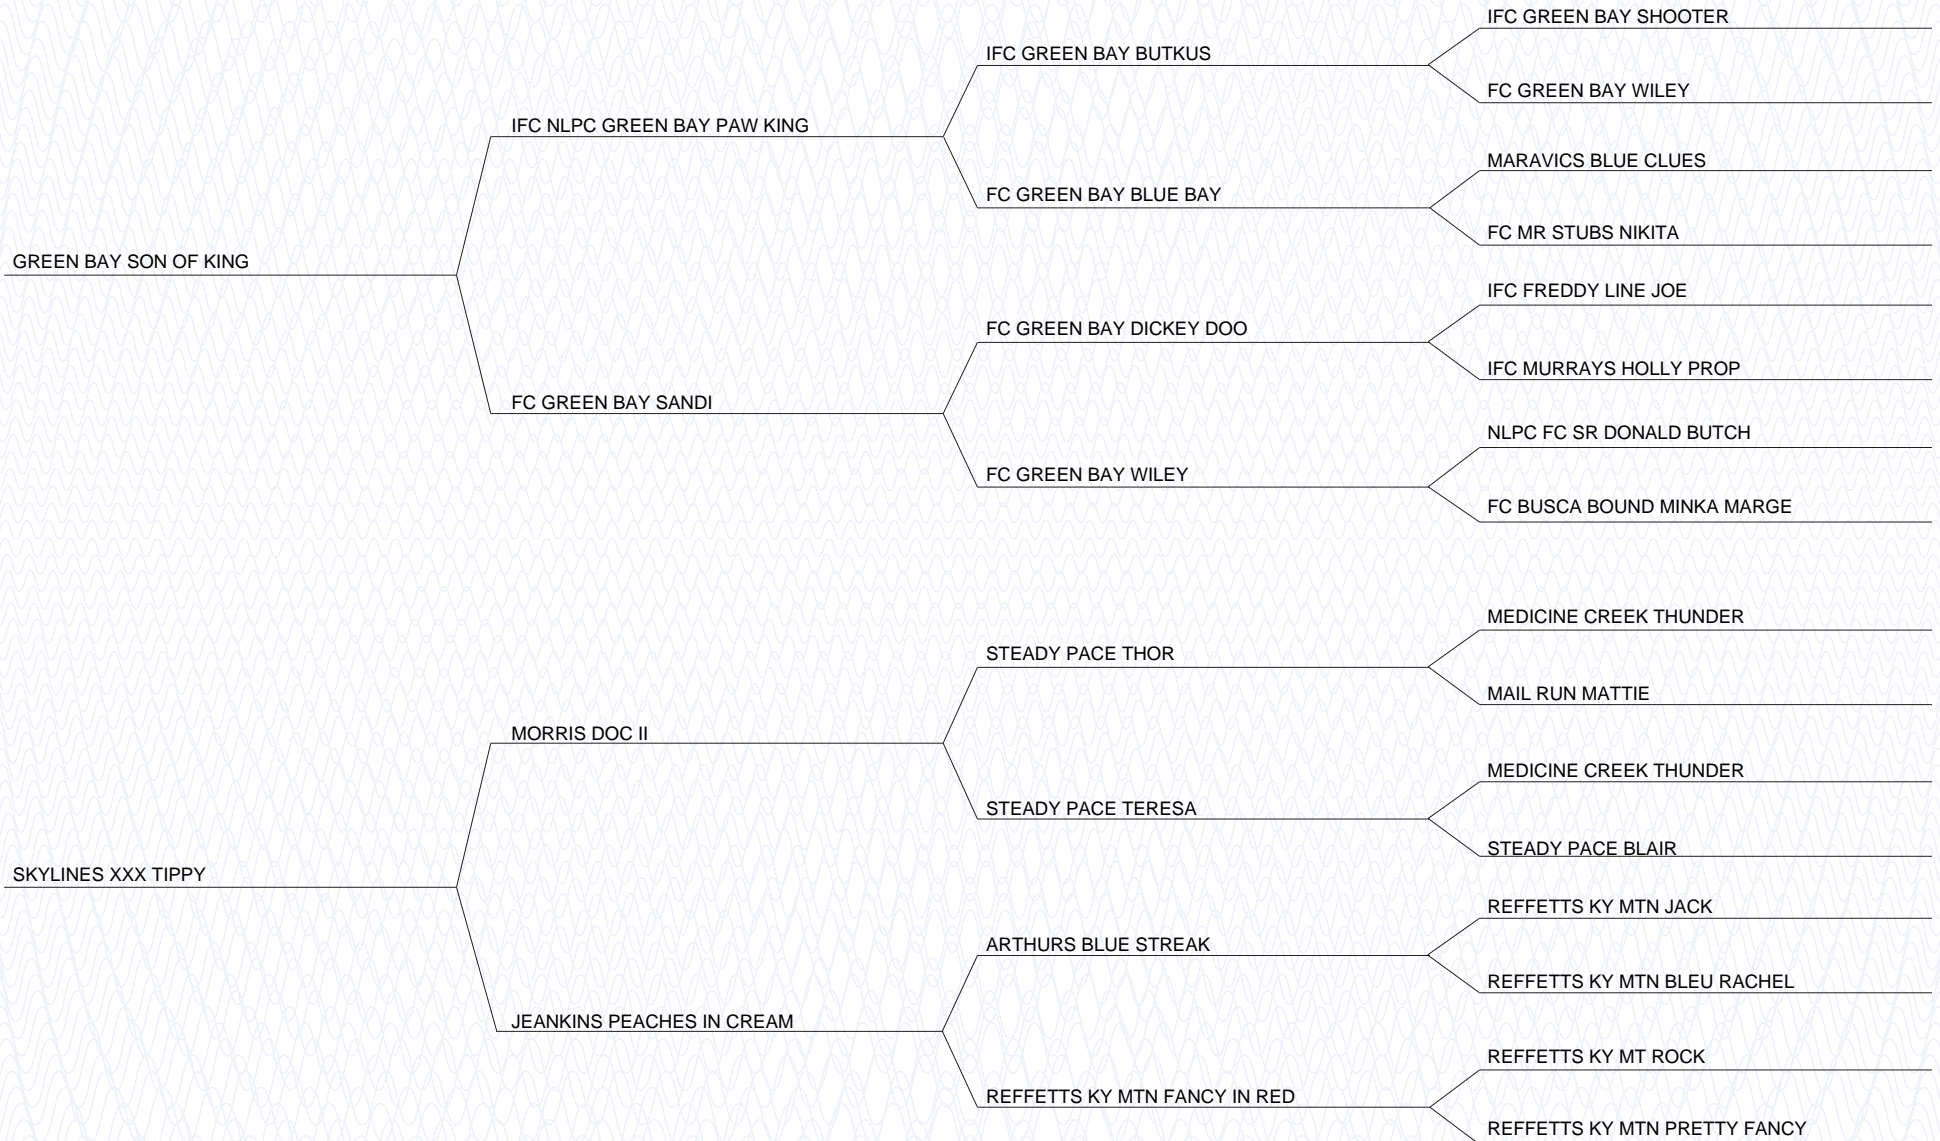 IFC GREEN BAY SHOOTER
IFC GREEN BAY BUTKUS
FC GREEN BAY WILEY
IFC NLPC GREEN BAY PAW KING
MARAVICS BLUE CLUES
FC GREEN BAY BLUE BAY
FC MR STUBS NIKITA
GREEN BAY SON OF KING
IFC FREDDY LINE JOE
FC GREEN BAY DICKEY DOO
IFC MURRAYS HOLLY PROP
FC GREEN BAY SANDI
NLPC FC SR DONALD BUTCH
FC GREEN BAY WILEY
FC BUSCA BOUND MINKA MARGE
MEDICINE CREEK THUNDER
STEADY PACE THOR
MAIL RUN MATTIE
MORRIS DOC II
MEDICINE CREEK THUNDER
STEADY PACE TERESA
STEADY PACE BLAIR
SKYLINES XXX TIPPY
REFFETTS KY MTN JACK
ARTHURS BLUE STREAK
REFFETTS KY MTN BLEU RACHEL
JEANKINS PEACHES IN CREAM
REFFETTS KY MT ROCK
REFFETTS KY MTN FANCY IN RED
REFFETTS KY MTN PRETTY FANCY